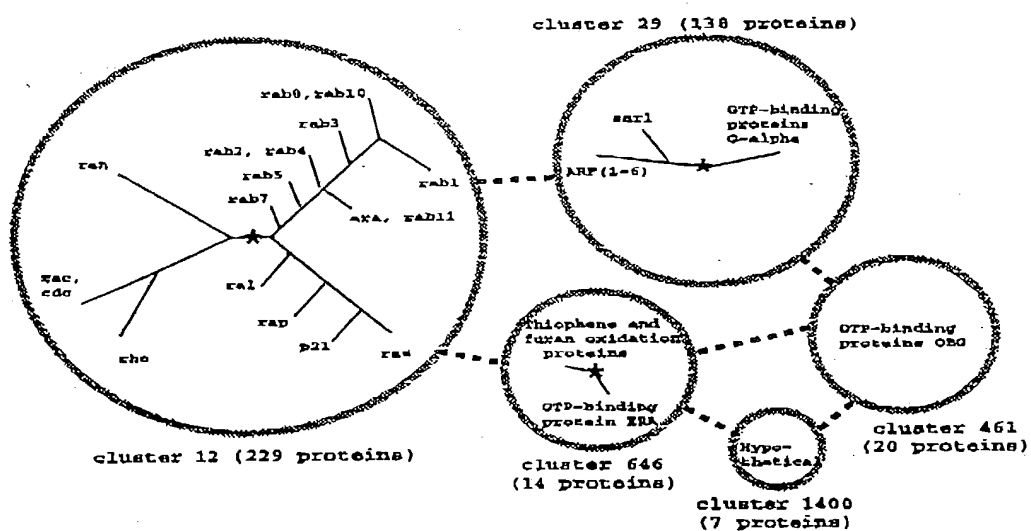 cluster 29 (138 proteins)
rab8, rab10
rab3
rab2, rab4
rab5
rab7
ran
rab1
ara, rab11
rac,
cdc
rho
ral
rap
p21
ras
cluster 12 (229 proteins)
sar1
GTP-binding
proteins
G-alpha
ARF(1-6)
Thiophene and
furan oxidation
proteins
GTP-binding
protein ERA
cluster 646
(14 proteins)
GTP-binding
proteins OBG
cluster 461
(20 proteins)
Hypo-
thetical
cluster 1400
(7 proteins)